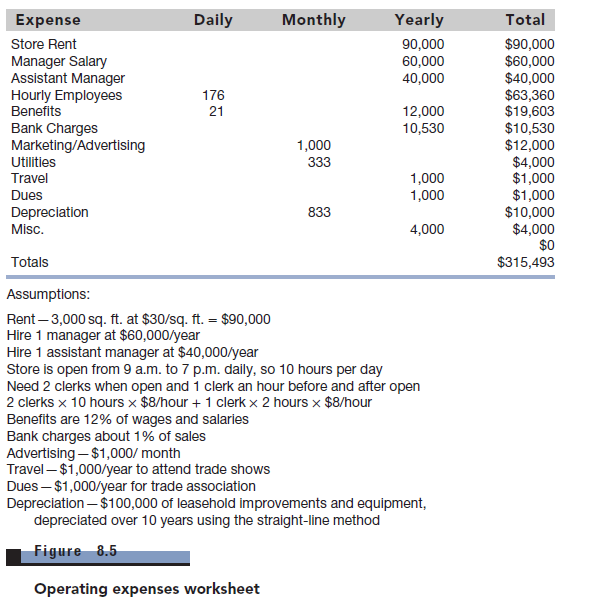 Expense Daily Monthly Yearly Total
Store Rent 90,000 $90,000
Manager Salary 60,000 $60,000
Assistant Manager 40,000 $40,000
Hourly Employees 176 $63,360
Benefits 21 12,000 $19,603
Bank Charges 10,530 $10,530
Marketing/Advertising 1,000 $12,000
Utilities 333 $4,000
Travel 1,000 $1,000
Dues 1,000 $1,000
Depreciation 833 $10,000
Misc. 4,000 $4,000
$0
Totals $315,493
Assumptions:
Rent — 3,000 sq. ft. at $30/sq. ft. = $90,000
Hire 1 manager at $60,000/year
Hire 1 assistant manager at $40,000/year
Store is open from 9 a.m. to 7 p.m. daily, so 10 hours per day
Need 2 clerks when open and 1 clerk an hour before and after open
2 clerks × 10 hours × $8/hour + 1 clerk × 2 hours × $8/hour
Benefits are 12% of wages and salaries
Bank charges about 1% of sales
Advertising — $1,000/ month
Travel — $1,000/year to attend trade shows
Dues — $1,000/year for trade association
Depreciation — $100,000 of leasehold improvements and equipment,
depreciated over 10 years using the straight-line method
Figure 8.5
Operating expenses worksheet